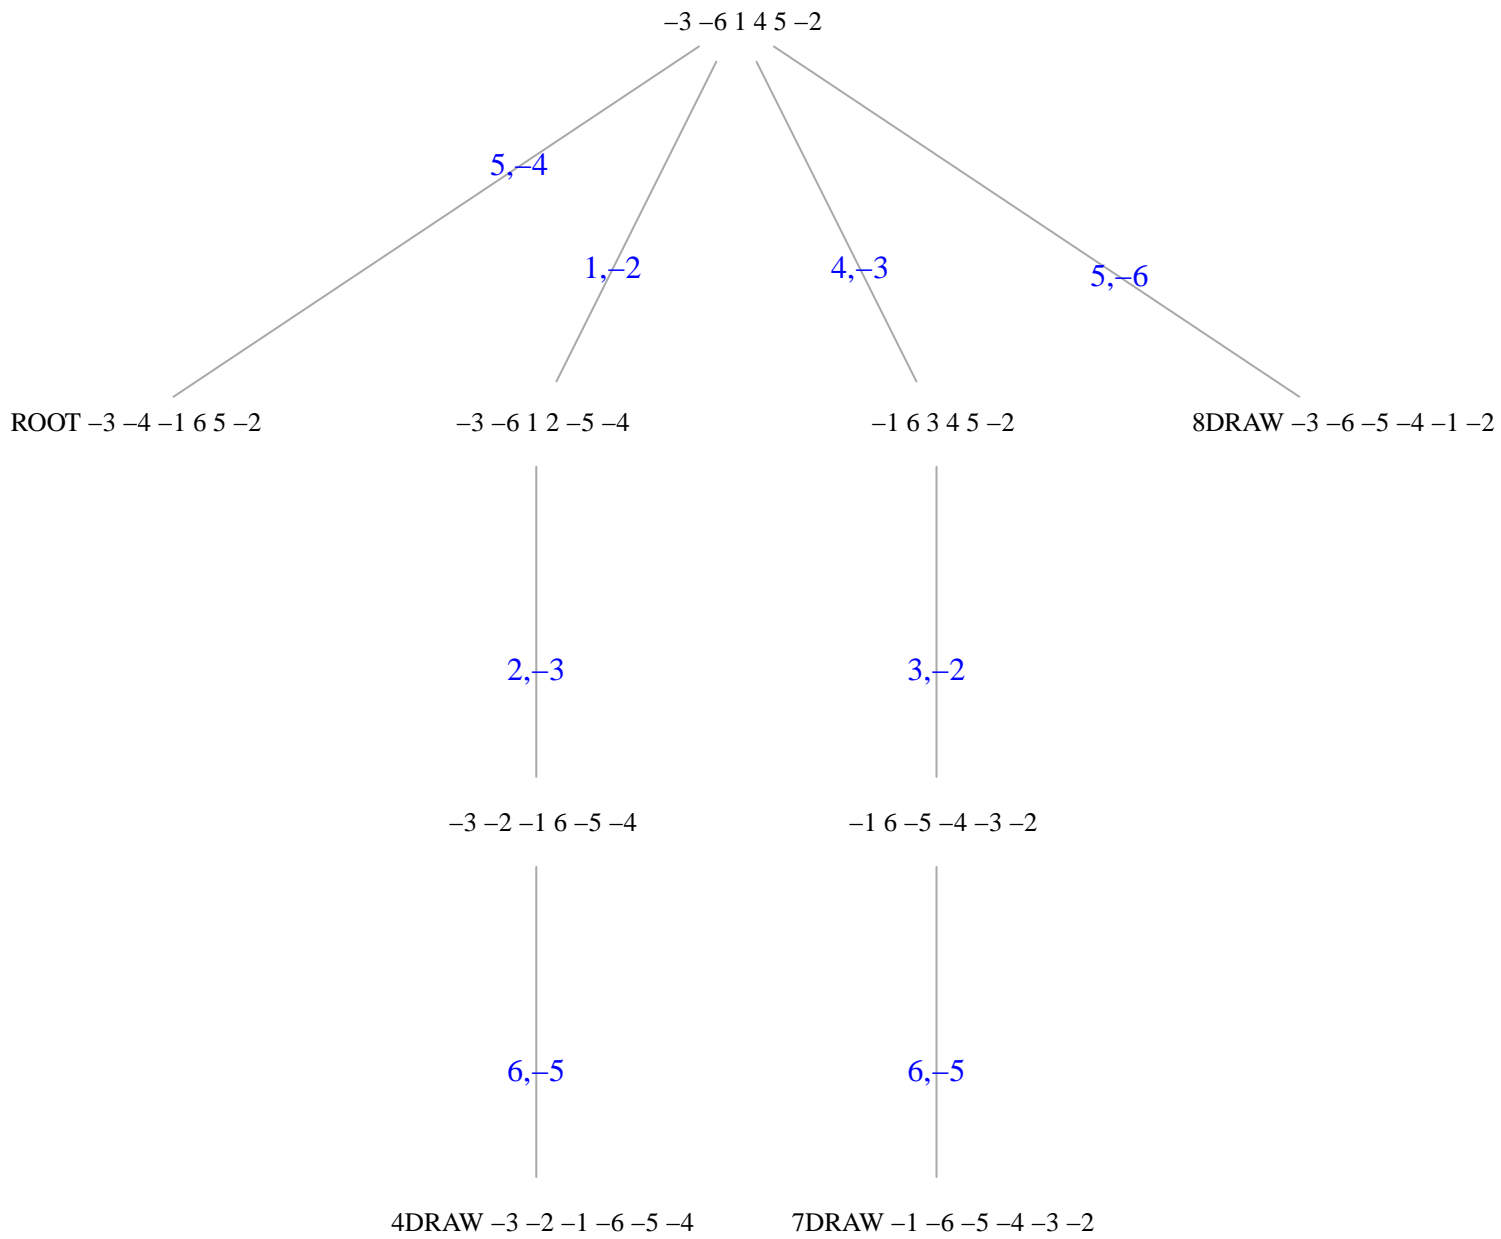 –3 –6 1 4 5 –2
5,–4
1,–2
4,–3
5,–6
ROOT –3 –4 –1 6 5 –2
–3 –6 1 2 –5 –4
–1 6 3 4 5 –2
8DRAW –3 –6 –5 –4 –1 –2
2,–3
3,–2
–3 –2 –1 6 –5 –4
–1 6 –5 –4 –3 –2
6,–5
6,–5
4DRAW –3 –2 –1 –6 –5 –4
7DRAW –1 –6 –5 –4 –3 –2